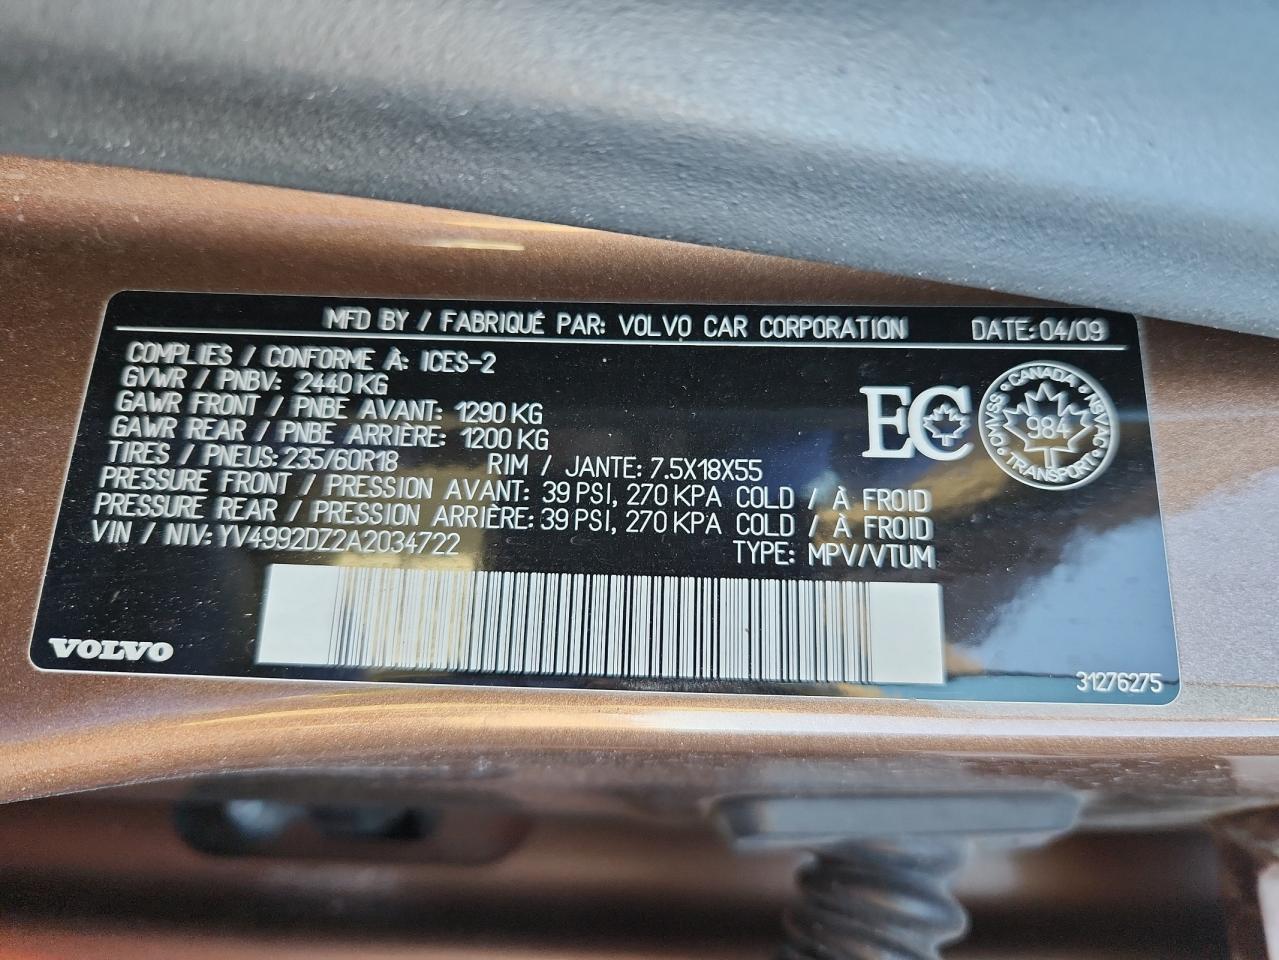 MFD BY / FABRIQUÉ PAR: VOLVO CAR CORPORATION DATE: 04/09
COMPLIES / CONFORME À: ICES-2
GVWR / PNBV: 2440 KG
GAWR FRONT / PNBE AVANT: 1290 KG
GAWR REAR / PNBE ARRIÈRE: 1200 KG
TIRES / PNEUS: 235/60R18 RIM / JANTE: 7.5X18X55
PRESSURE FRONT / PRESSION AVANT: 39 PSI, 270 KPA COLD / À FROID
PRESSURE REAR / PRESSION ARRIÈRE: 39 PSI, 270 KPA COLD / À FROID
VIN / NIV: YV4992DZ2A2034722 TYPE: MPV/VTUM
EC
CANADA
NSVAC
TRANSPORT
CMVSS
984
VOLVO
31276275